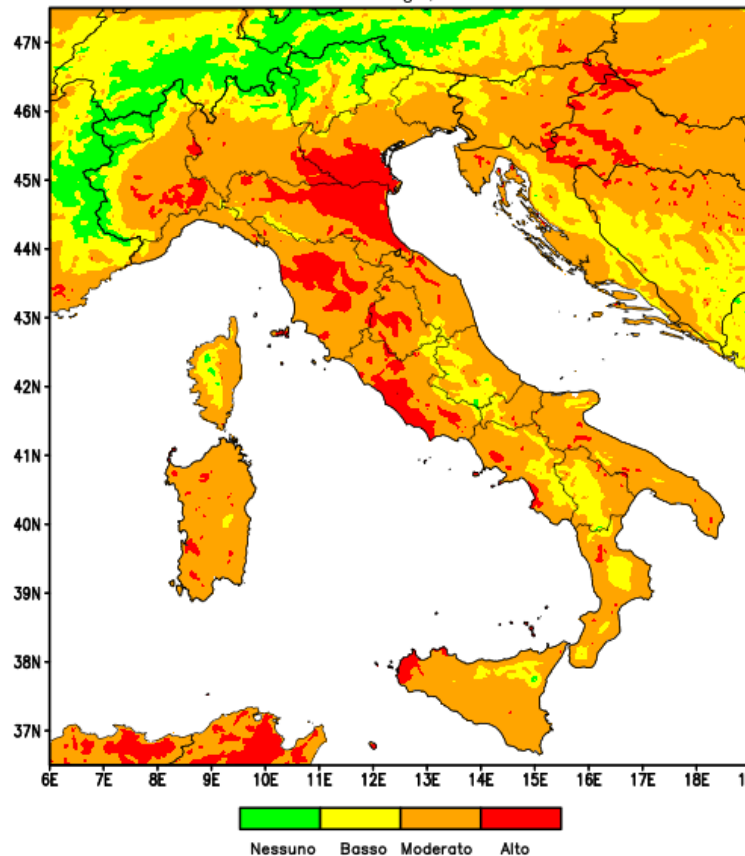 47N
46N
45N
44N
43N
42N
41N
40N
39N
38N
37N
6E 7E 8E 9E 10E 11E 12E 13E 14E 15E 16E 17E 18E
Nessuno Basso Moderato Alto